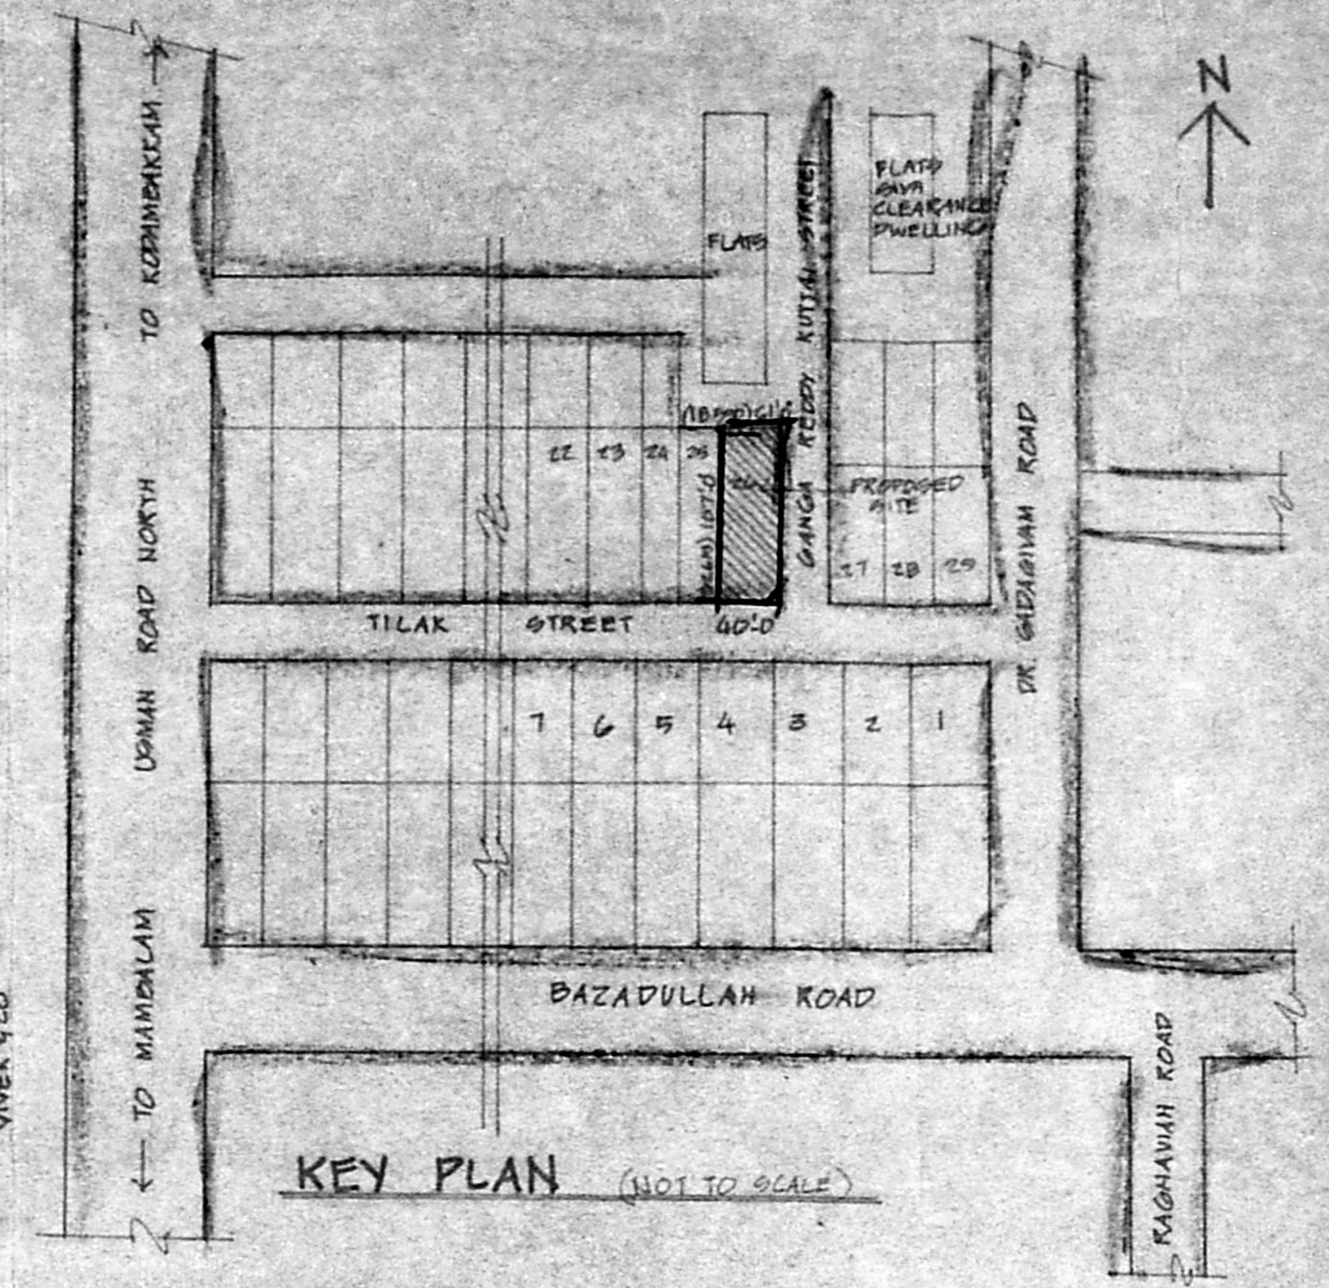 N
TO KODAMBAKKAM →
FLATS
FLATS
CLEARANCE
DWELLING
GANGA REDDY KUTTAI STREET
22 23 24 25
PROPOSED
SITE
27 28 29
USMAN ROAD NORTH
DR. SADASIVAM ROAD
TILAK STREET 40'0
7 6 5 4 3 2 1
BAZADULLAH ROAD
← TO MAMBALAM
RAGHAVIAH ROAD
KEY PLAN (NOT TO SCALE)